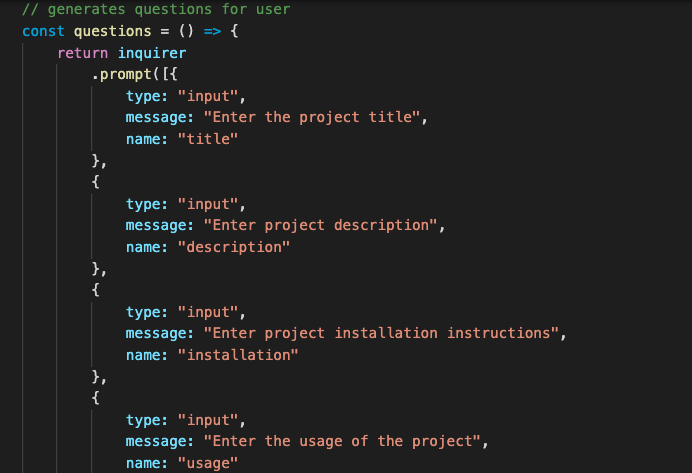 // generates questions for user
const questions = () => {
return inquirer
.prompt([{
type: "input",
message: "Enter the project title",
name: "title"
},
{
type: "input",
message: "Enter project description",
name: "description"
},
{
type: "input",
message: "Enter project installation instructions",
name: "installation"
},
{
type: "input",
message: "Enter the usage of the project",
name: "usage"